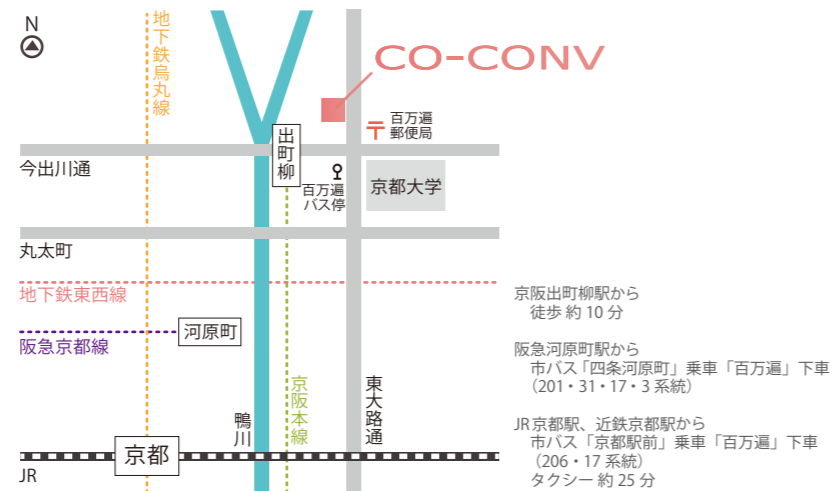 N
地下鉄烏丸線
CO-CONV
百万遍
郵便局
出町柳
今出川通
百万遍
バス停
京都大学
丸太町
地下鉄東西線
河原町
阪急京都線
鴨川
京阪本線
東大路通
京都
JR
京阪出町柳駅から
徒歩 約 10 分
阪急河原町駅から
市バス「四条河原町」乗車「百万遍」下車
（201・31・17・3 系統）
JR 京都駅、近鉄京都駅から
市バス「京都駅前」乗車「百万遍」下車
（206・17 系統）
タクシー 約 25 分